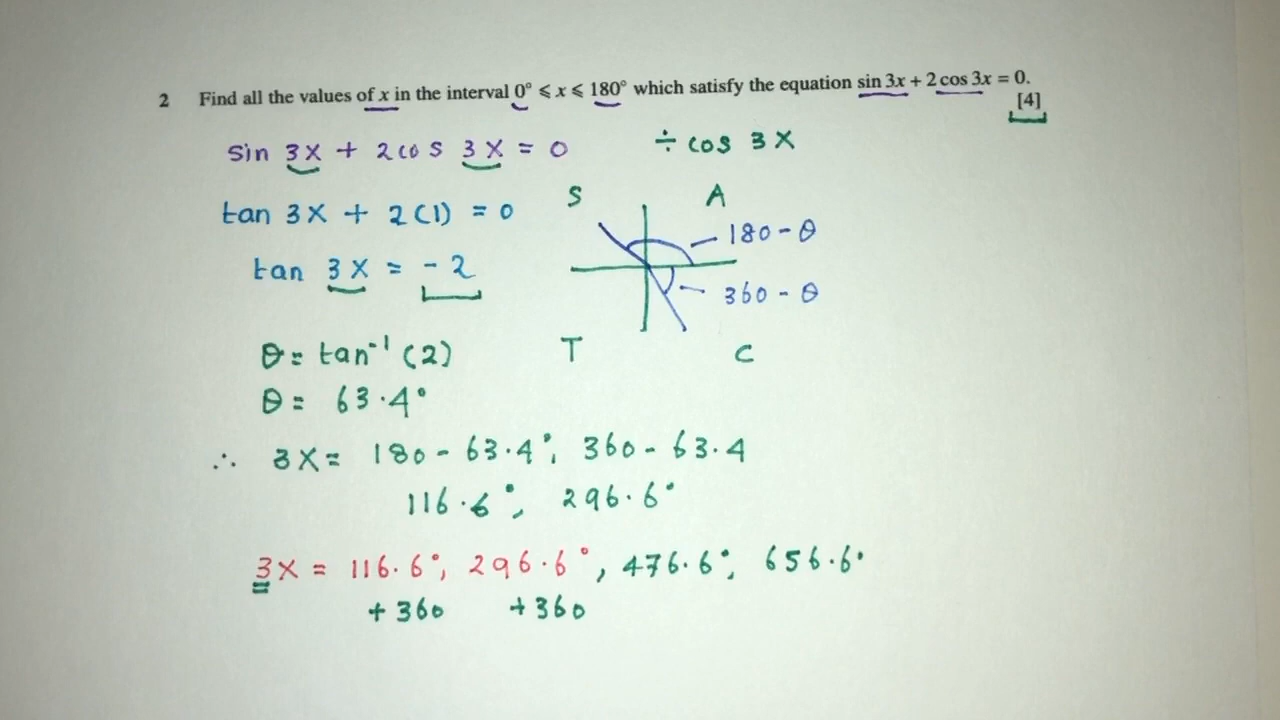 2 Find all the values of x in the interval 0° ⩽ x ⩽ 180° which satisfy the equation sin 3x + 2 cos 3x = 0.
[4]
sin 3x + 2cos 3x = 0 ÷ cos 3x
S A
tan 3x + 2(1) = 0
180 - θ
tan 3x = - 2
360 - θ
θ = tan⁻¹ (2)
T C
θ = 63.4°
∴ 3x = 180 - 63.4°, 360 - 63.4
116.6°, 296.6°
3x = 116.6°, 296.6°, 476.6°, 656.6°
+ 360 + 360